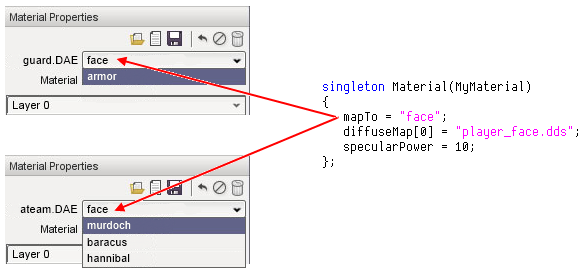 Material Properties
guard.DAE face
armor
Material
Layer 0
Material Properties
ateam.DAE face
murdoch
Material
baracus
hannibal
Layer 0
singleton Material(MyMaterial)
{
mapTo = "face";
diffuseMap[0] = "player_face.dds";
specularPower = 10;
};